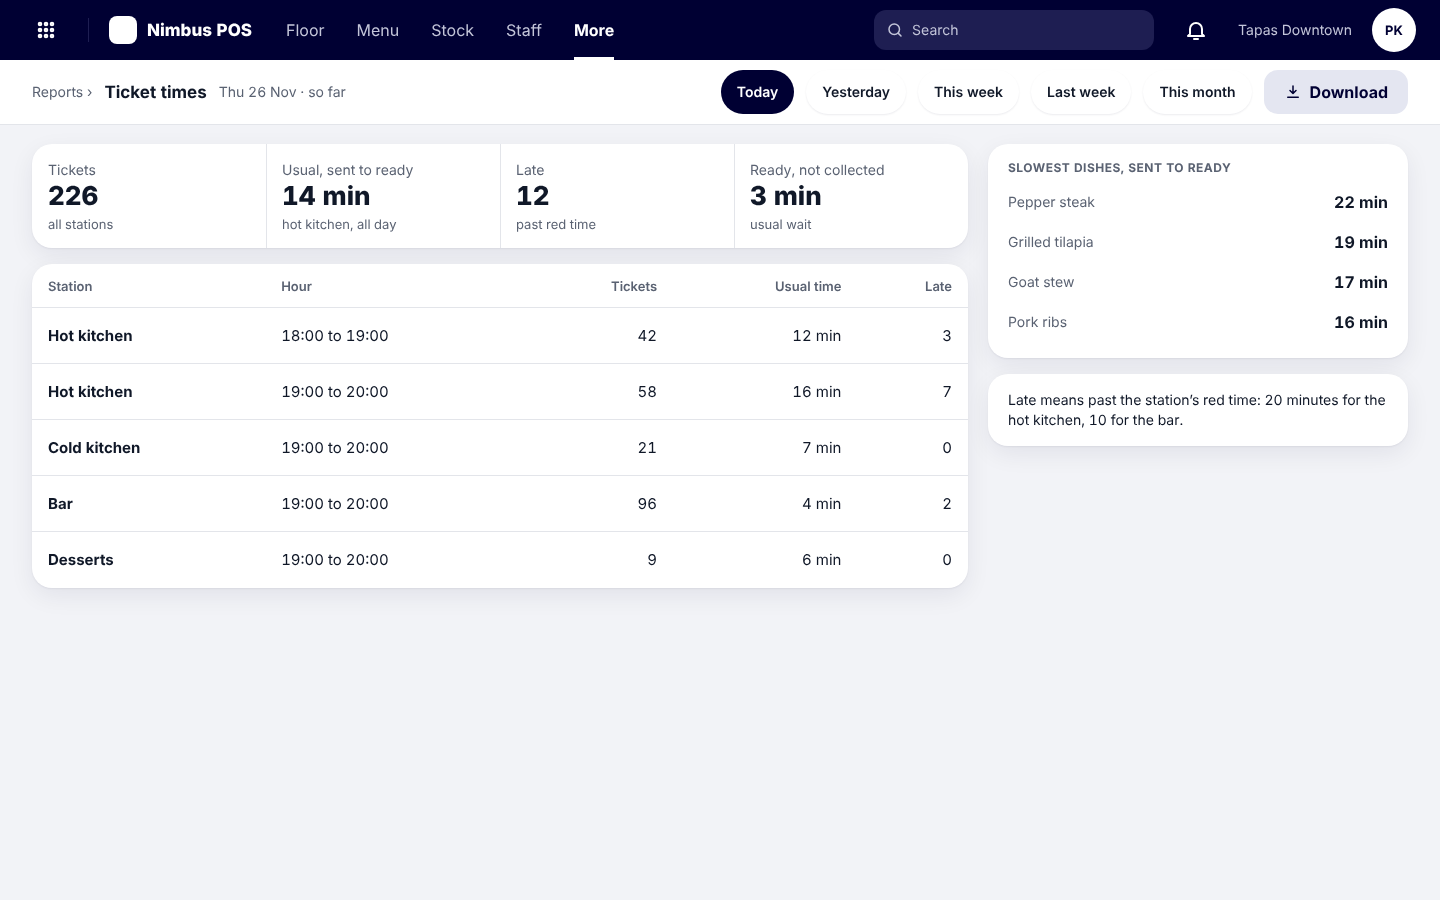 Nimbus POS
Floor
Menu
Stock
Staff
More
Search
Tapas Downtown
PK
Reports ›
Ticket times
Thu 26 Nov · so far
Today
Yesterday
This week
Last week
This month
Download
Tickets
226
all stations
Usual, sent to ready
14 min
hot kitchen, all day
Late
12
past red time
Ready, not collected
3 min
usual wait
Station Hour Tickets Usual time Late
Hot kitchen 18:00 to 19:00 42 12 min 3
Hot kitchen 19:00 to 20:00 58 16 min 7
Cold kitchen 19:00 to 20:00 21 7 min 0
Bar 19:00 to 20:00 96 4 min 2
Desserts 19:00 to 20:00 9 6 min 0
SLOWEST DISHES, SENT TO READY
Pepper steak 22 min
Grilled tilapia 19 min
Goat stew 17 min
Pork ribs 16 min
Late means past the station’s red time: 20 minutes for the
hot kitchen, 10 for the bar.